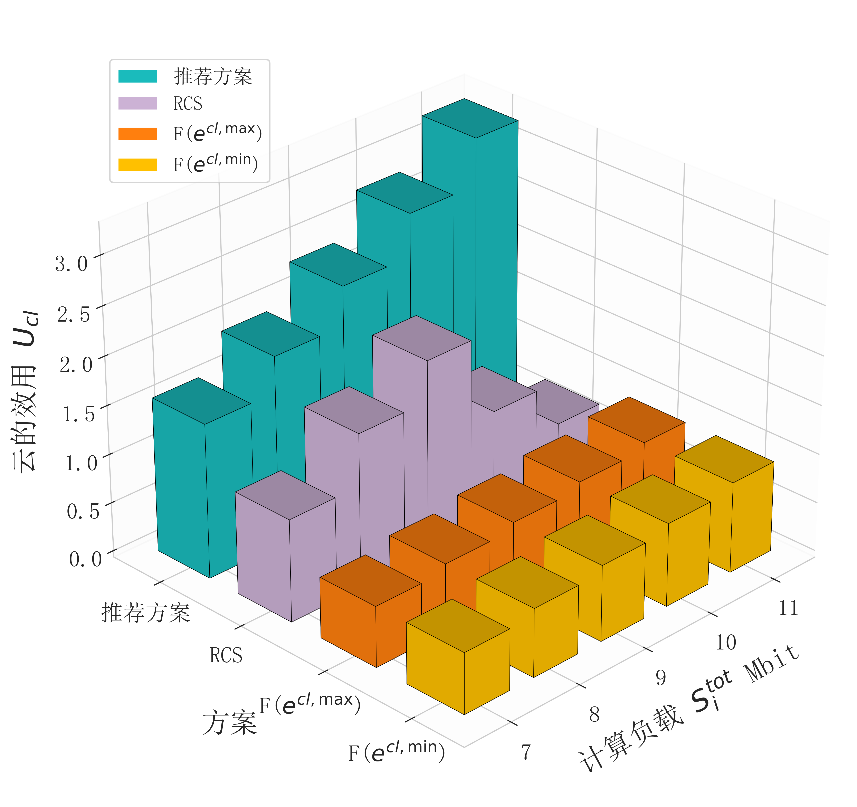 推荐方案
RCS
F(e^{cl,max})
F(e^{cl,min})
3.0
2.5
2.0
1.5
1.0
0.5
0.0
云的效用 U_{cl}
推荐方案
RCS
F(e^{cl,max})
F(e^{cl,min})
方案
7
8
9
10
11
计算负载 S_i^{tot} Mbit